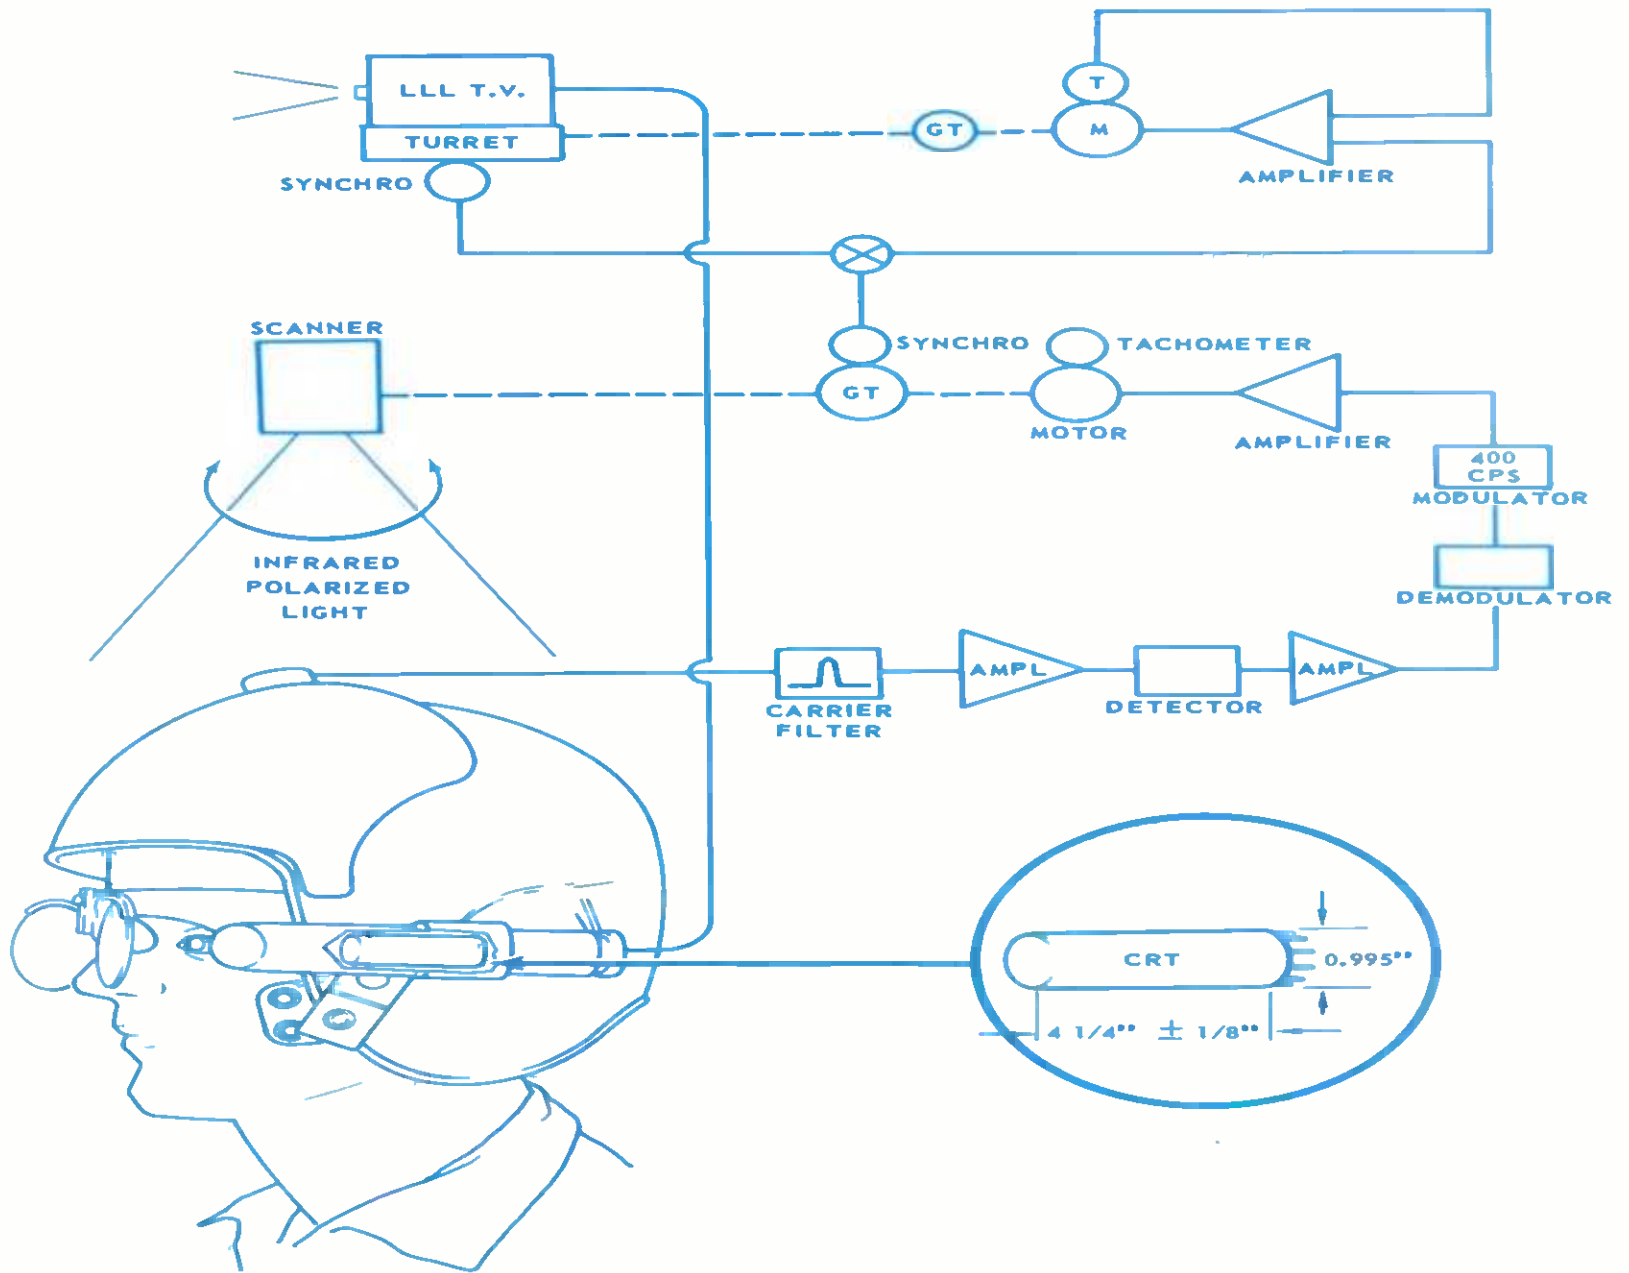 LLL T.V.
TURRET
SYNCHRO
GT
T
M
AMPLIFIER
SCANNER
SYNCHRO
GT
TACHOMETER
MOTOR
AMPLIFIER
400
CPS
MODULATOR
DEMODULATOR
INFRARED
POLARIZED
LIGHT
CARRIER
FILTER
AMPL
DETECTOR
AMPL
CRT
0.995"
4 1/4" ± 1/8"